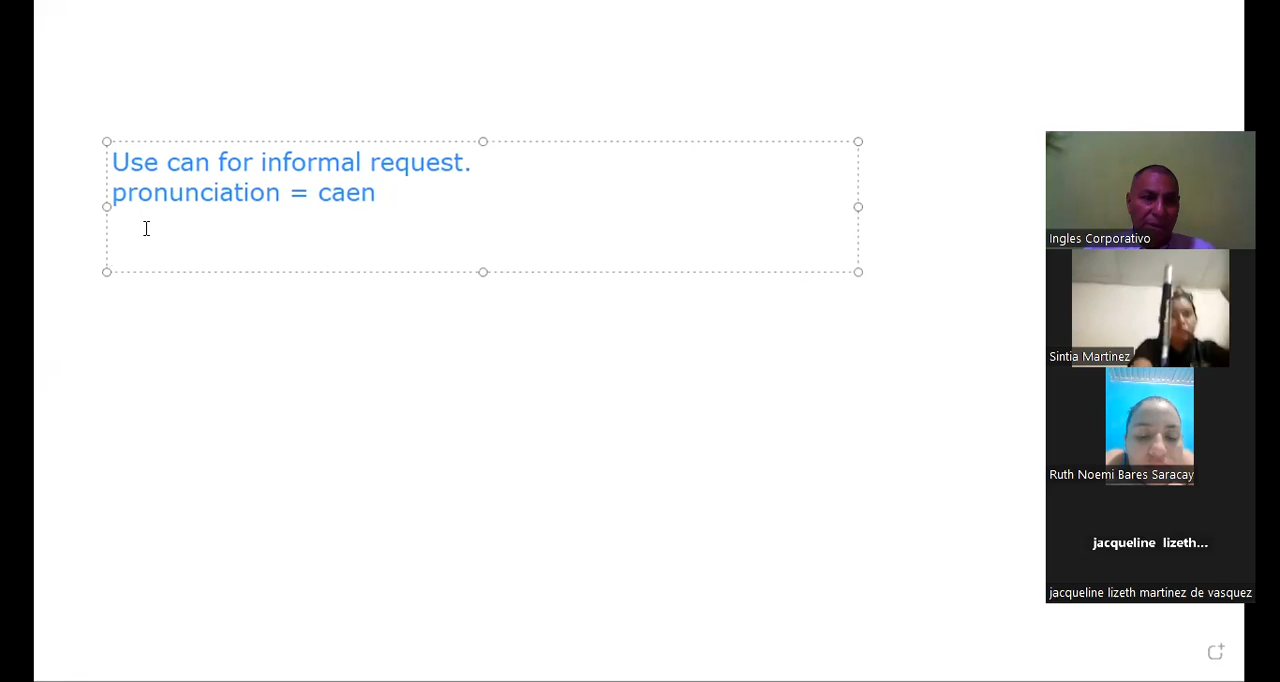 Use can for informal request.
pronunciation = caen
Ingles Corporativo
Sintia Martinez
Ruth Noemi Bares Saracay
jacqueline lizeth...
jacqueline lizeth martinez de vasquez